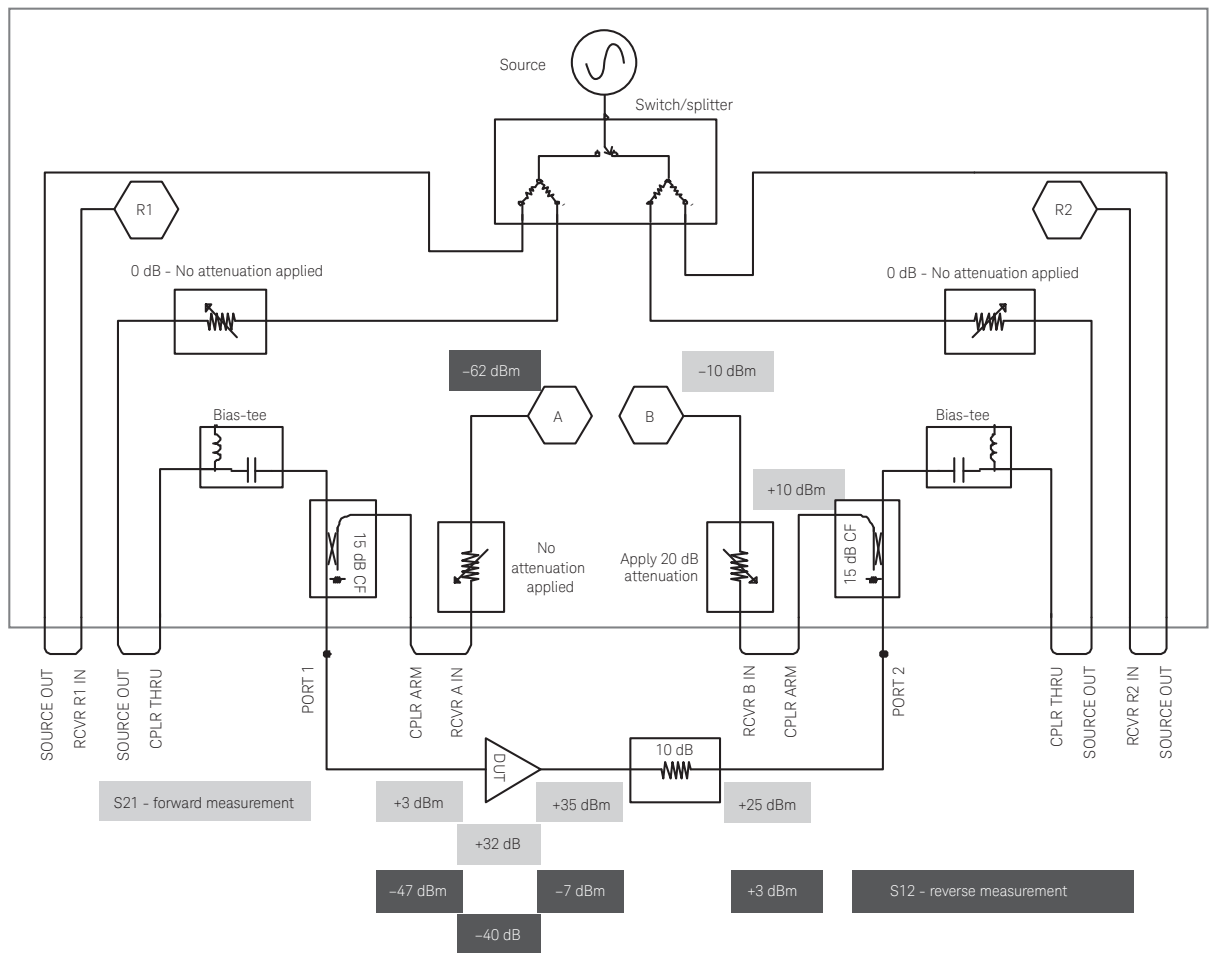 Source
Switch/splitter
R1
R2
0 dB - No attenuation applied
0 dB - No attenuation applied
–62 dBm
–10 dBm
A
B
Bias-tee
Bias-tee
+10 dBm
15 dB CF
No
attenuation
applied
Apply 20 dB
attenuation
15 dB CF
SOURCE OUT
RCVR R1 IN
SOURCE OUT
CPLR THRU
PORT 1
CPLR ARM
RCVR A IN
RCVR B IN
CPLR ARM
PORT 2
CPLR THRU
SOURCE OUT
RCVR R2 IN
SOURCE OUT
DUT
10 dB
S21 - forward measurement
+3 dBm
+35 dBm
+25 dBm
+32 dB
–47 dBm
–7 dBm
+3 dBm
S12 - reverse measurement
–40 dB